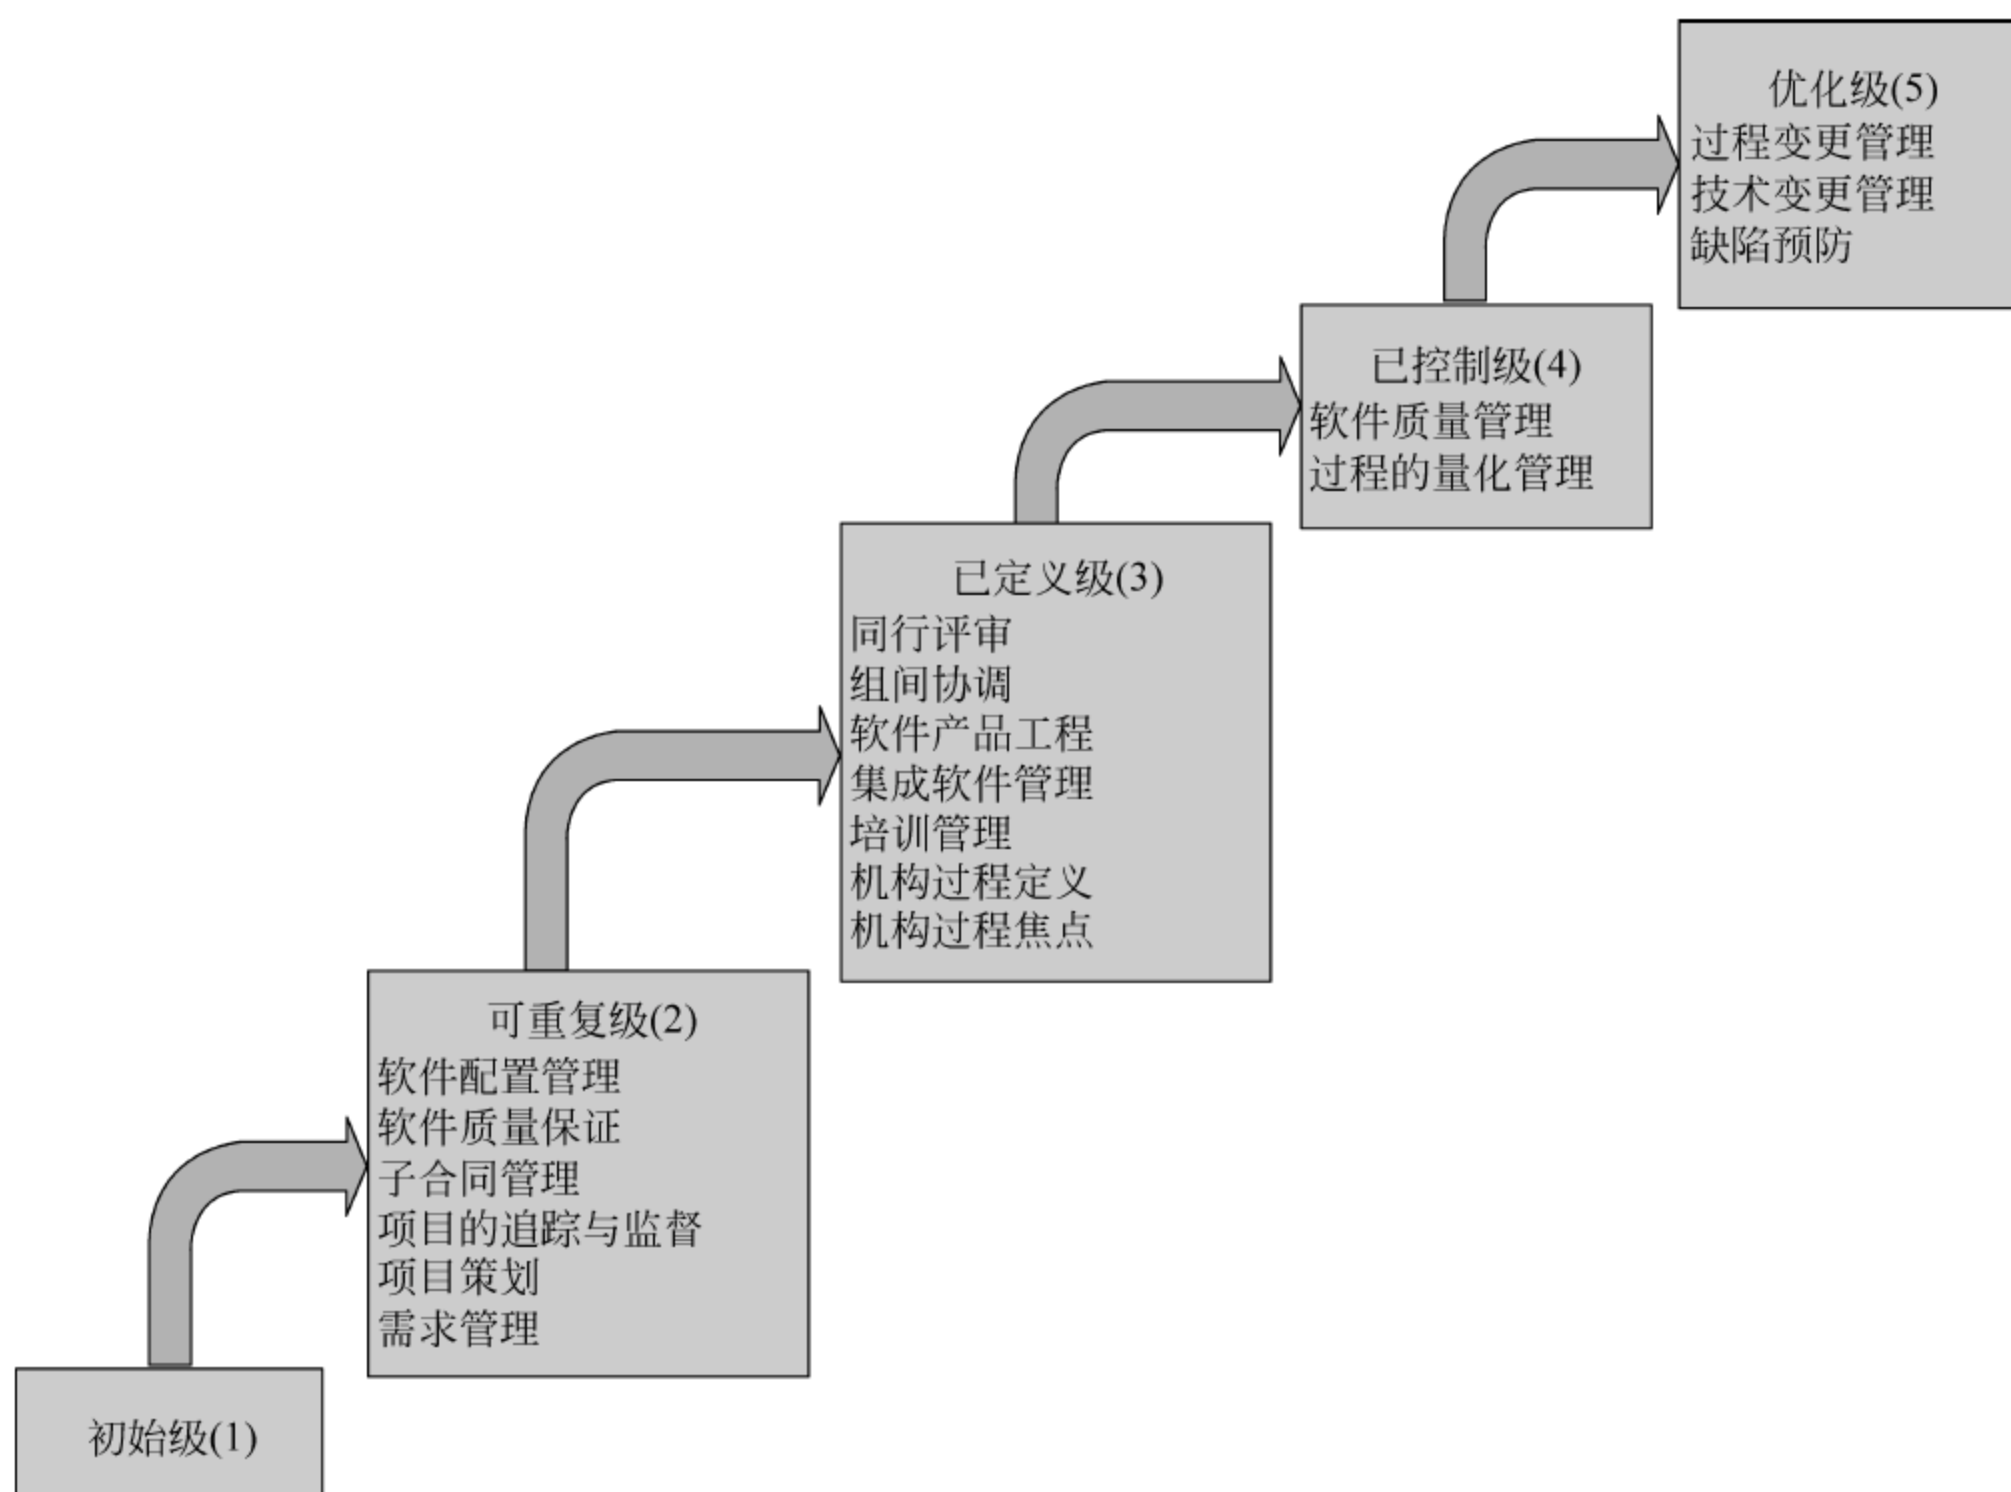 优化级(5)
过程变更管理
技术变更管理
缺陷预防
已控制级(4)
软件质量管理
过程的量化管理
已定义级(3)
同行评审
组间协调
软件产品工程
集成软件管理
培训管理
机构过程定义
机构过程焦点
可重复级(2)
软件配置管理
软件质量保证
子合同管理
项目的追踪与监督
项目策划
需求管理
初始级(1)